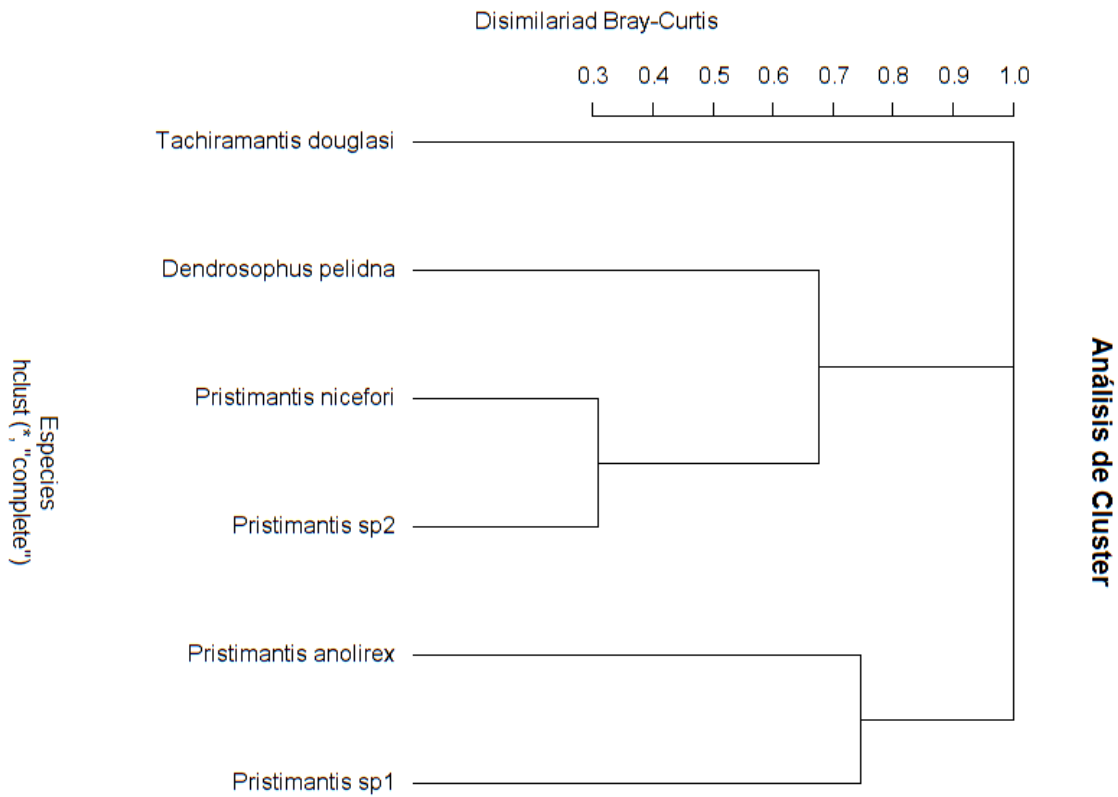 Disimilariad Bray-Curtis
0.3 0.4 0.5 0.6 0.7 0.8 0.9 1.0
Tachiramantis douglasi
Dendrosophus pelidna
Pristimantis nicefori
Pristimantis sp2
Pristimantis anolirex
Pristimantis sp1
Especies
hclust (*, "complete")
Análisis de Cluster